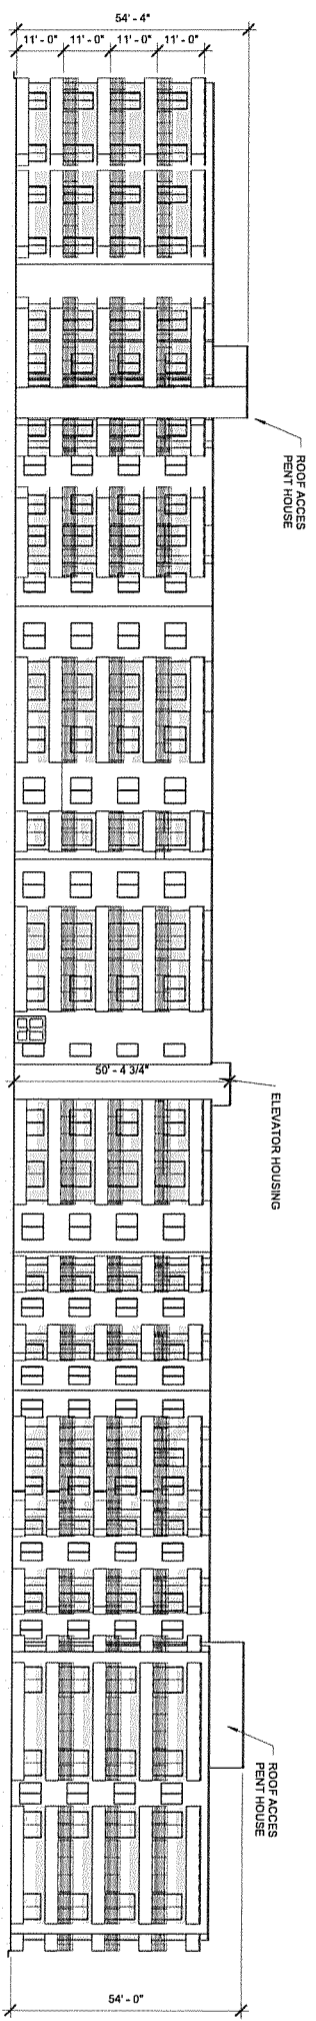 54' - 4"
11' - 0"
11' - 0"
11' - 0"
11' - 0"
ROOF ACCES
PENT HOUSE
50' - 4 3/4"
ELEVATOR HOUSING
ROOF ACCES
PENT HOUSE
54' - 0"